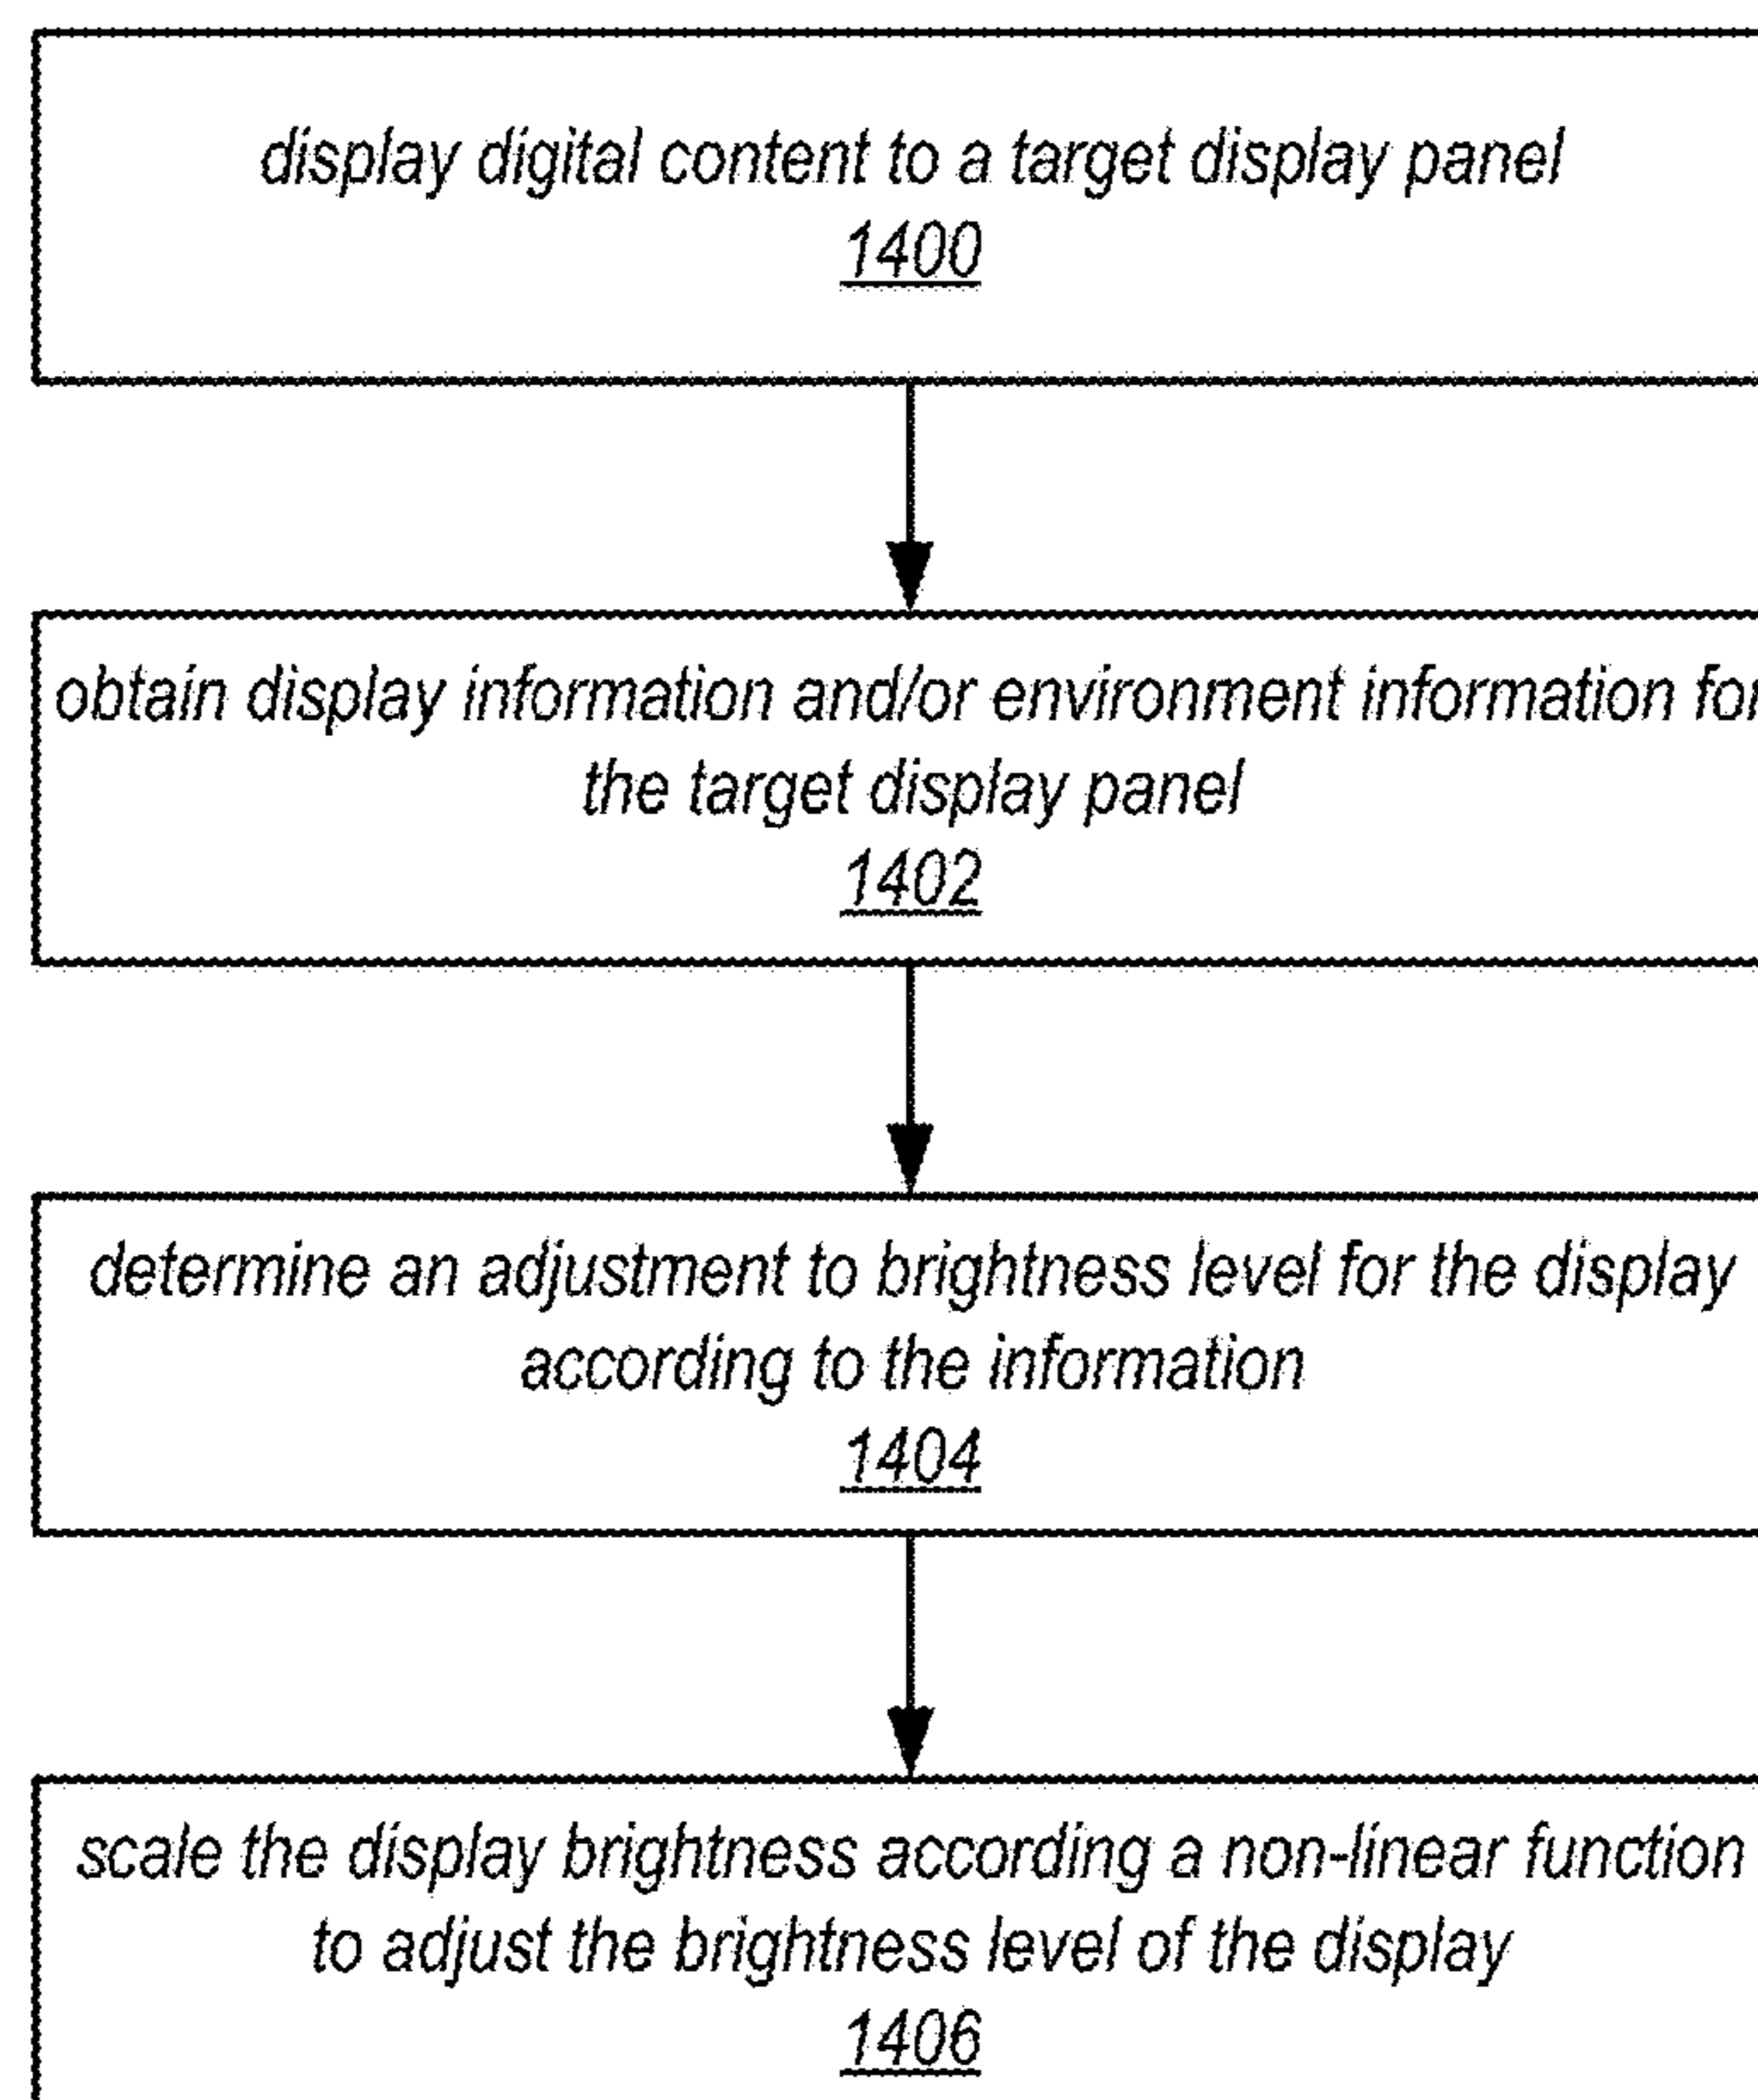 display digital content to a target display panel
1400
obtain display information and/or environment information for
the target display panel
1402
determine an adjustment to brightness level for the display
according to the information
1404
scale the display brightness according a non-linear function
to adjust the brightness level of the display
1406